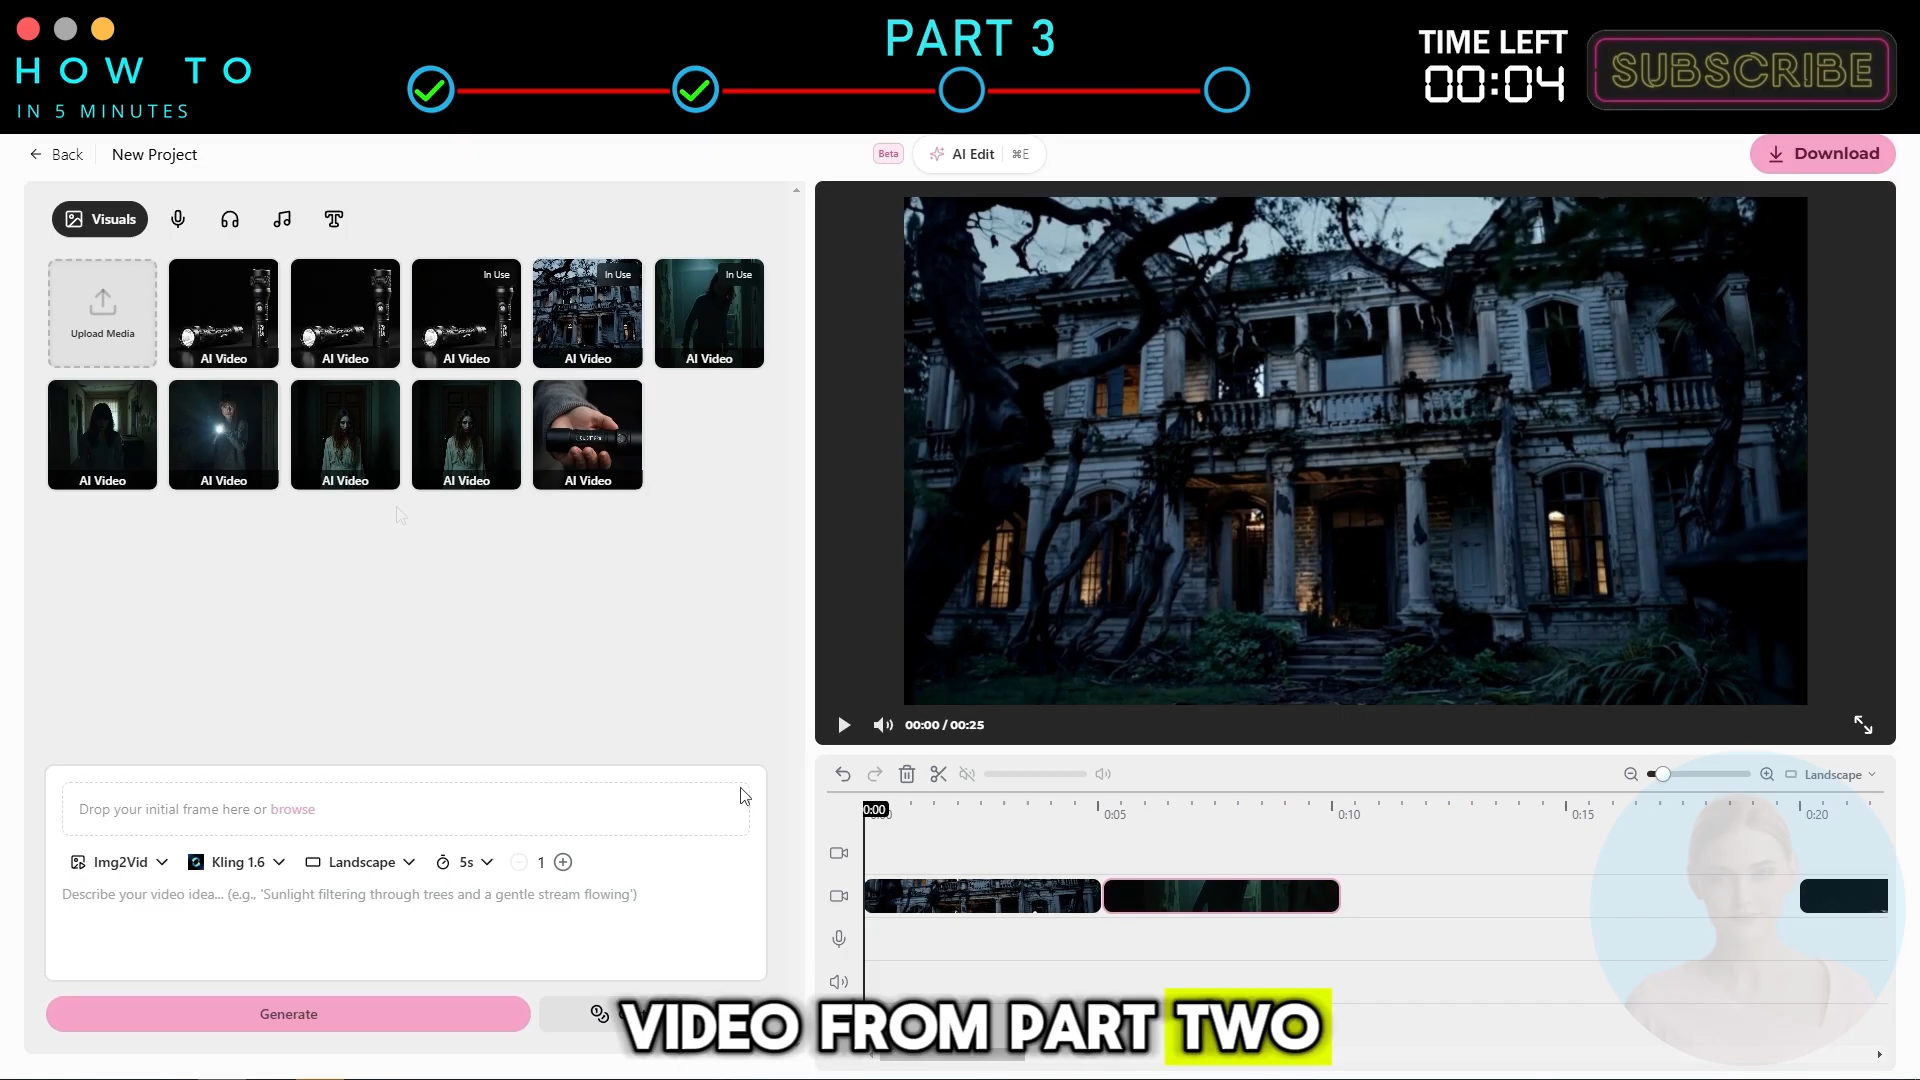 HOW TO
IN 5 MINUTES
PART 3
TIME LEFT
00:04
SUBSCRIBE
Back
New Project
Beta
AI Edit
⌘E
Download
Visuals
Upload Media
AI Video
AI Video
In Use
AI Video
In Use
AI Video
In Use
AI Video
AI Video
AI Video
AI Video
AI Video
AI Video
00:00 / 00:25
Landscape
0:00
0:05
0:10
0:15
0:20
Drop your initial frame here or browse
Img2Vid
Kling 1.6
Landscape
5s
1
Describe your video idea... (e.g., 'Sunlight filtering through trees and a gentle stream flowing')
Generate
VIDEO FROM PART TWO